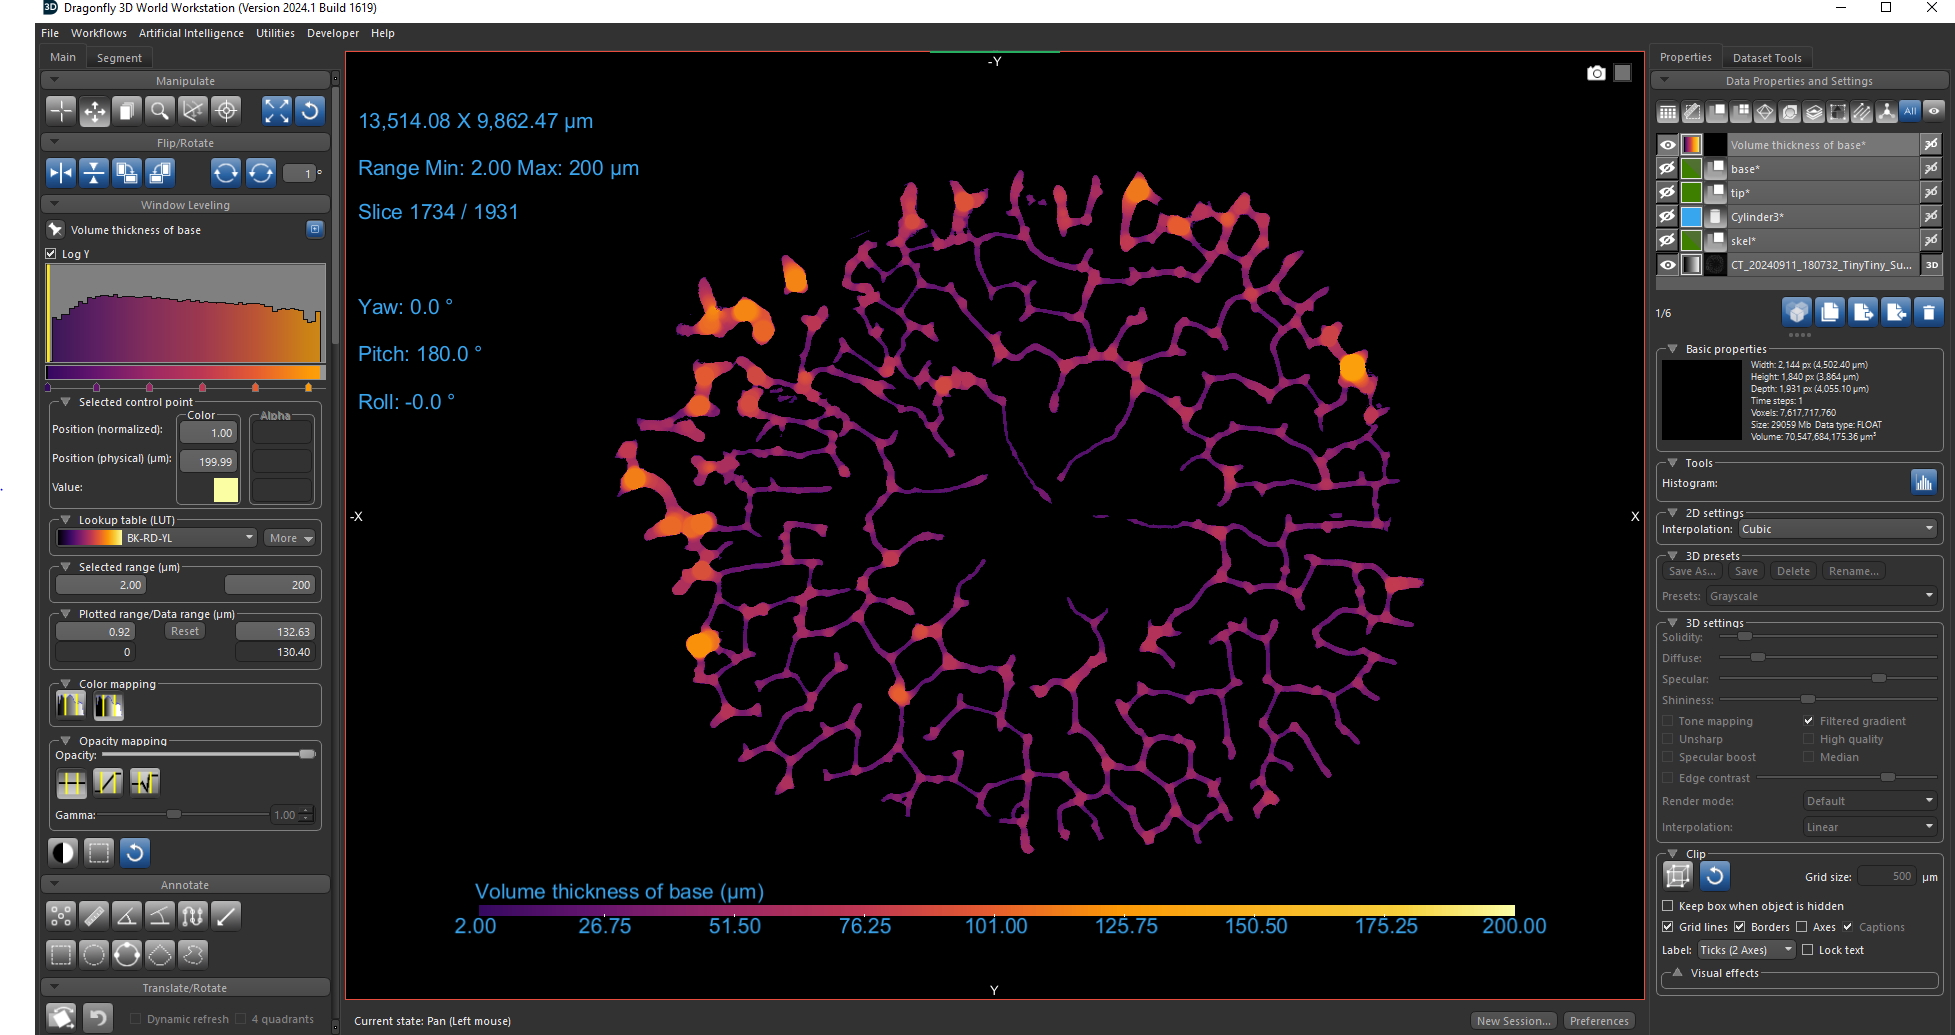 Dragonfly 3D World Workstation (Version 2024.1 Build 1619)
File Workflows Artificial Intelligence Utilities Developer Help
Main Segment
Manipulate
Flip/Rotate
1 °
Window Leveling
Volume thickness of base
Log Y
Selected control point
Color Alpha
Position (normalized): 1.00
Position (physical) (µm): 199.99
Value:
Lookup table (LUT)
BK-RD-YL More
Selected range (µm)
2.00 200
Plotted range/Data range (µm)
0.92 Reset 132.63
0 130.40
Color mapping
Opacity mapping
Opacity:
Gamma: 1.00
Annotate
Translate/Rotate
Dynamic refresh 4 quadrants
-Y
13,514.08 X 9,862.47 µm
Range Min: 2.00 Max: 200 µm
Slice 1734 / 1931
Yaw: 0.0 °
Pitch: 180.0 °
Roll: -0.0 °
-X
X
Volume thickness of base (µm)
2.00 26.75 51.50 76.25 101.00 125.75 150.50 175.25 200.00
Y
Current state: Pan (Left mouse)
New Session... Preferences
Properties Dataset Tools
Data Properties and Settings
All
Volume thickness of base*
base*
tip*
Cylinder3*
skel*
CT_20240911_180732_TinyTiny_Su... 3D
1/6
Basic properties
Width: 2,144 px (4,502.40 µm)
Height: 1,840 px (3,864 µm)
Depth: 1,931 px (4,055.10 µm)
Time steps: 1
Voxels: 7,617,717,760
Size: 29059 Mb Data type: FLOAT
Volume: 70,547,684,175.36 µm³
Tools
Histogram:
2D settings
Interpolation: Cubic
3D presets
Save As... Save Delete Rename...
Presets: Grayscale
3D settings
Solidity:
Diffuse:
Specular:
Shininess:
Tone mapping Filtered gradient
Unsharp High quality
Specular boost Median
Edge contrast
Render mode: Default
Interpolation: Linear
Clip
Grid size: 500 µm
Keep box when object is hidden
Grid lines Borders Axes Captions
Label: Ticks (2 Axes) Lock text
Visual effects